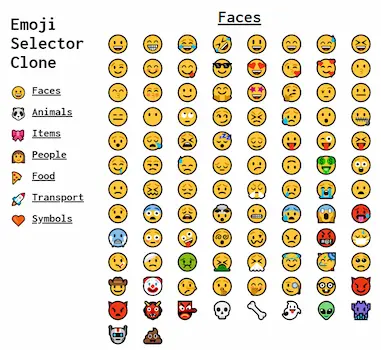 Emoji
Selector
Clone
Faces
Animals
Items
People
Food
Transport
Symbols
Faces